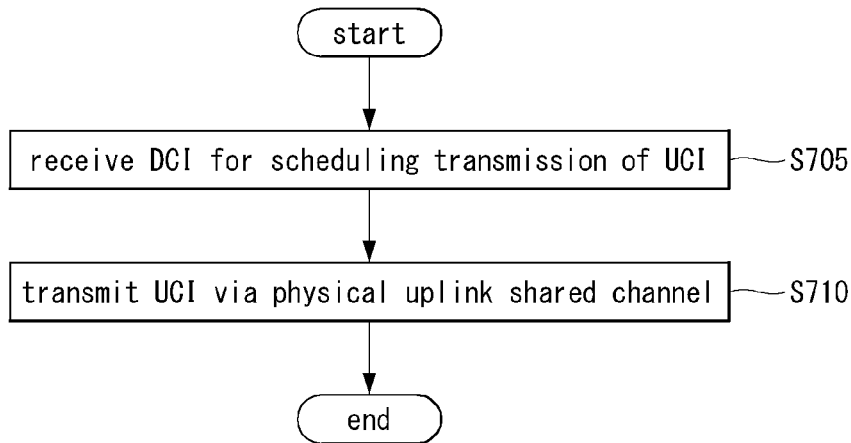 start
receive DCI for scheduling transmission of UCI
S705
transmit UCI via physical uplink shared channel
S710
end